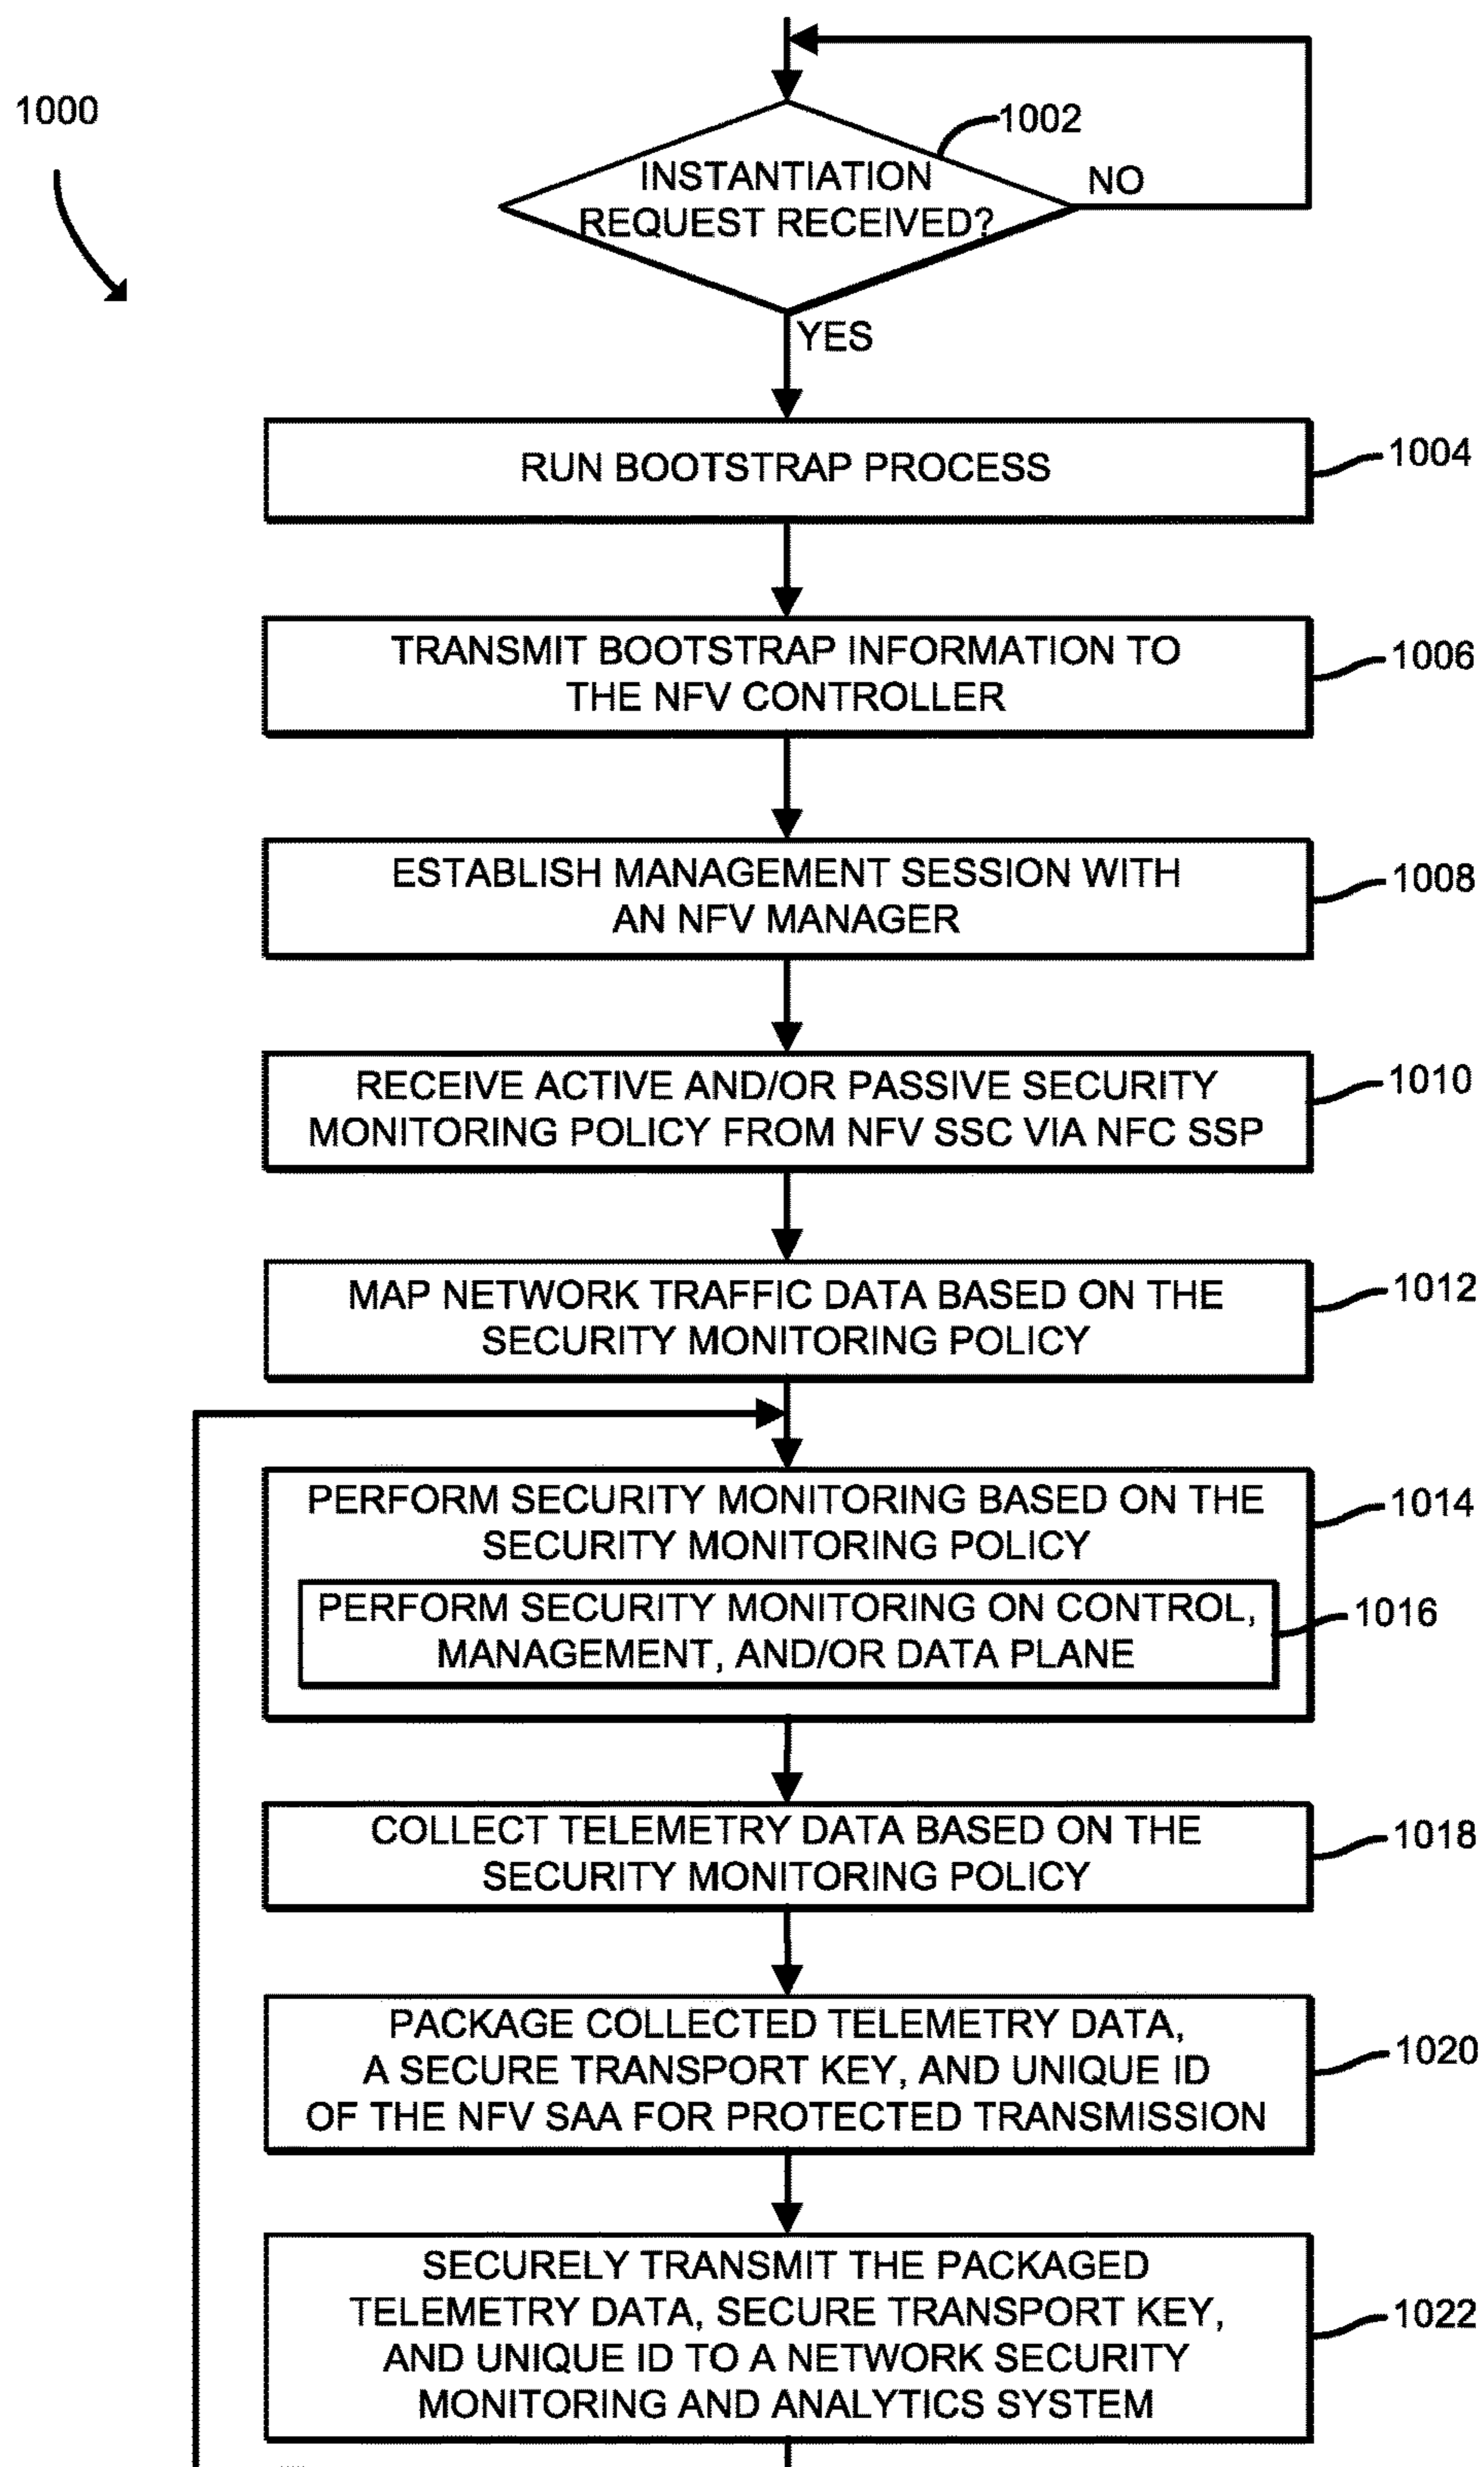 1000
1002
INSTANTIATION
REQUEST RECEIVED?
NO
YES
RUN BOOTSTRAP PROCESS
1004
TRANSMIT BOOTSTRAP INFORMATION TO
THE NFV CONTROLLER
1006
ESTABLISH MANAGEMENT SESSION WITH
AN NFV MANAGER
1008
RECEIVE ACTIVE AND/OR PASSIVE SECURITY
MONITORING POLICY FROM NFV SSC VIA NFC SSP
1010
MAP NETWORK TRAFFIC DATA BASED ON THE
SECURITY MONITORING POLICY
1012
PERFORM SECURITY MONITORING BASED ON THE
SECURITY MONITORING POLICY
1014
PERFORM SECURITY MONITORING ON CONTROL,
MANAGEMENT, AND/OR DATA PLANE
1016
COLLECT TELEMETRY DATA BASED ON THE
SECURITY MONITORING POLICY
1018
PACKAGE COLLECTED TELEMETRY DATA,
A SECURE TRANSPORT KEY, AND UNIQUE ID
OF THE NFV SAA FOR PROTECTED TRANSMISSION
1020
SECURELY TRANSMIT THE PACKAGED
TELEMETRY DATA, SECURE TRANSPORT KEY,
AND UNIQUE ID TO A NETWORK SECURITY
MONITORING AND ANALYTICS SYSTEM
1022